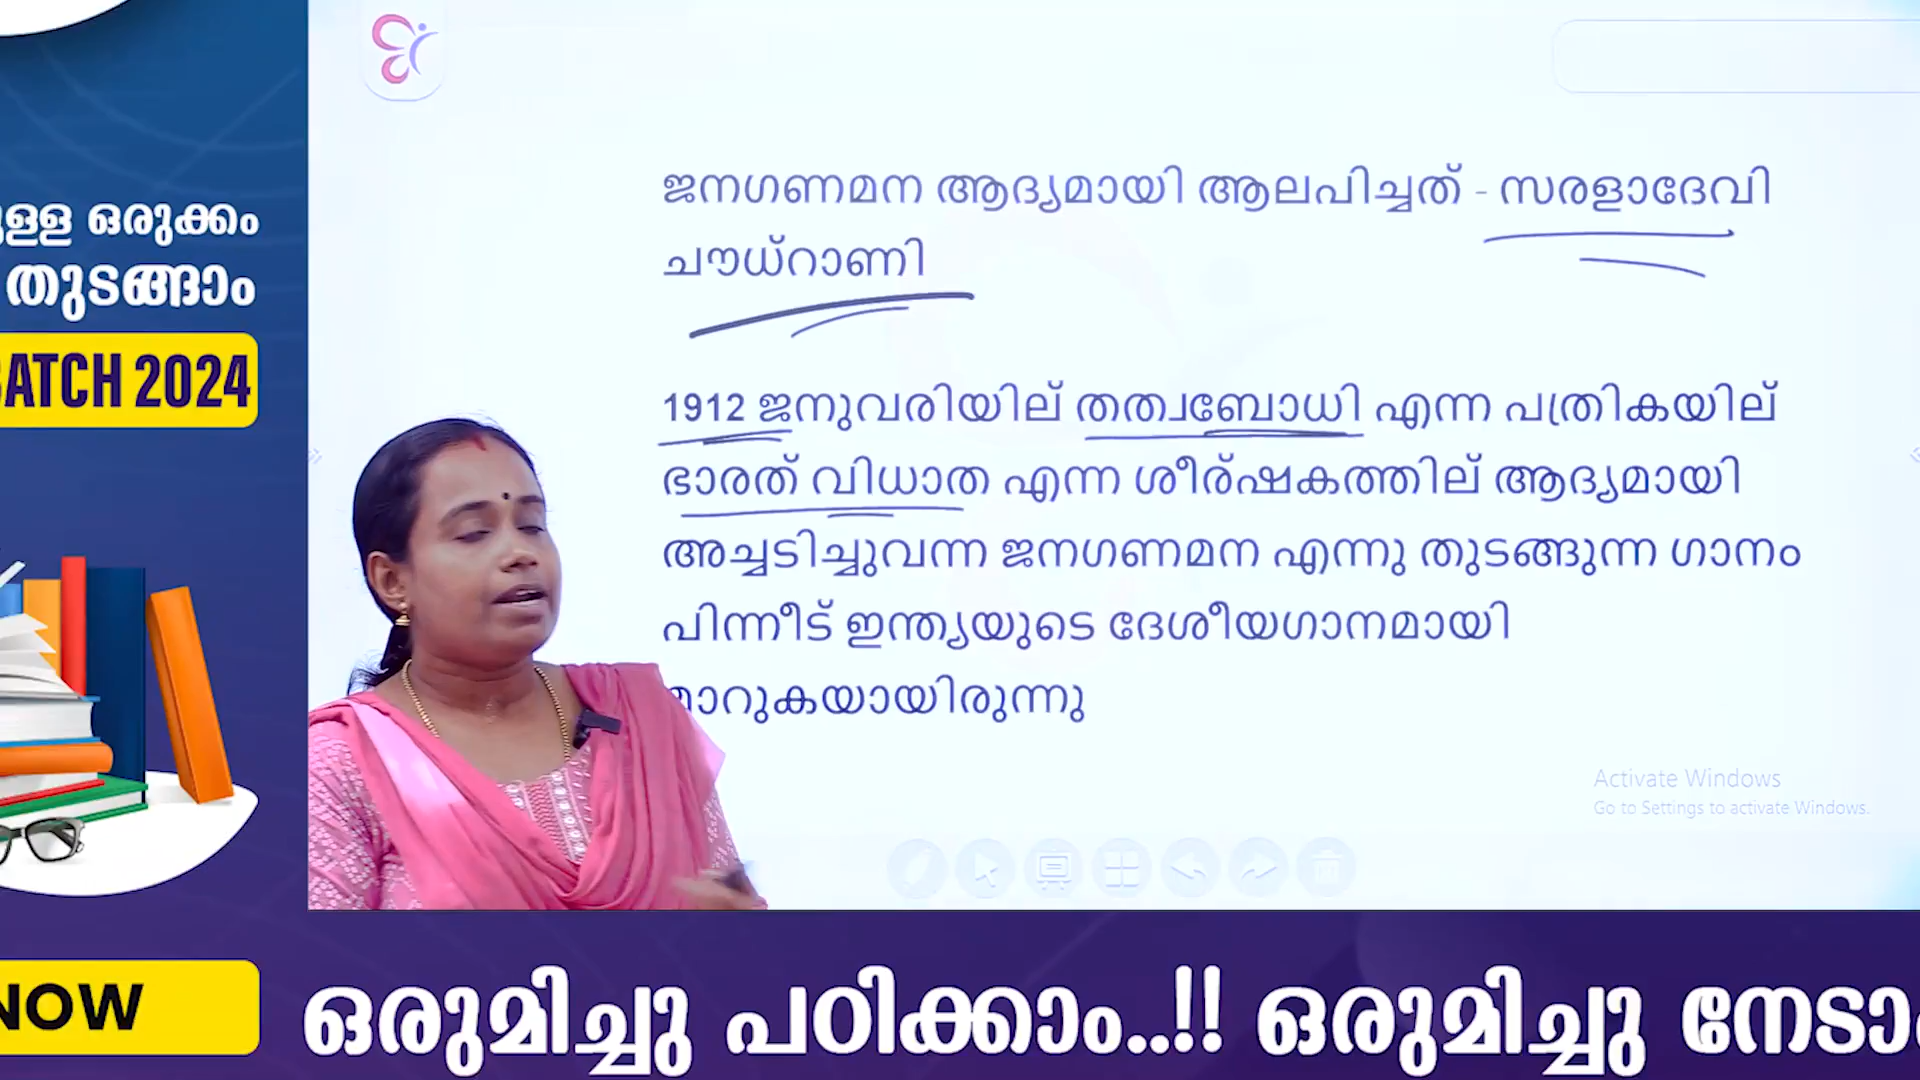 ഒരുക്കം
തുടങ്ങാം
BATCH 2024
ജനഗണമന ആദ്യമായി ആലപിച്ചത് - സരളാദേവി
ചൗധ്റാണി
1912 ജനുവരിയില് തത്വബോധി എന്ന പത്രികയില്
ഭാരത് വിധാത എന്ന ശീര്ഷകത്തില് ആദ്യമായി
അച്ചടിച്ചുവന്ന ജനഗണമന എന്നു തുടങ്ങുന്ന ഗാനം
പിന്നീട് ഇന്ത്യയുടെ ദേശീയഗാനമായി
മാറുകയായിരുന്നു
Activate Windows
Go to Settings to activate Windows.
NOW
ഒരുമിച്ചു പഠിക്കാം..!! ഒരുമിച്ചു